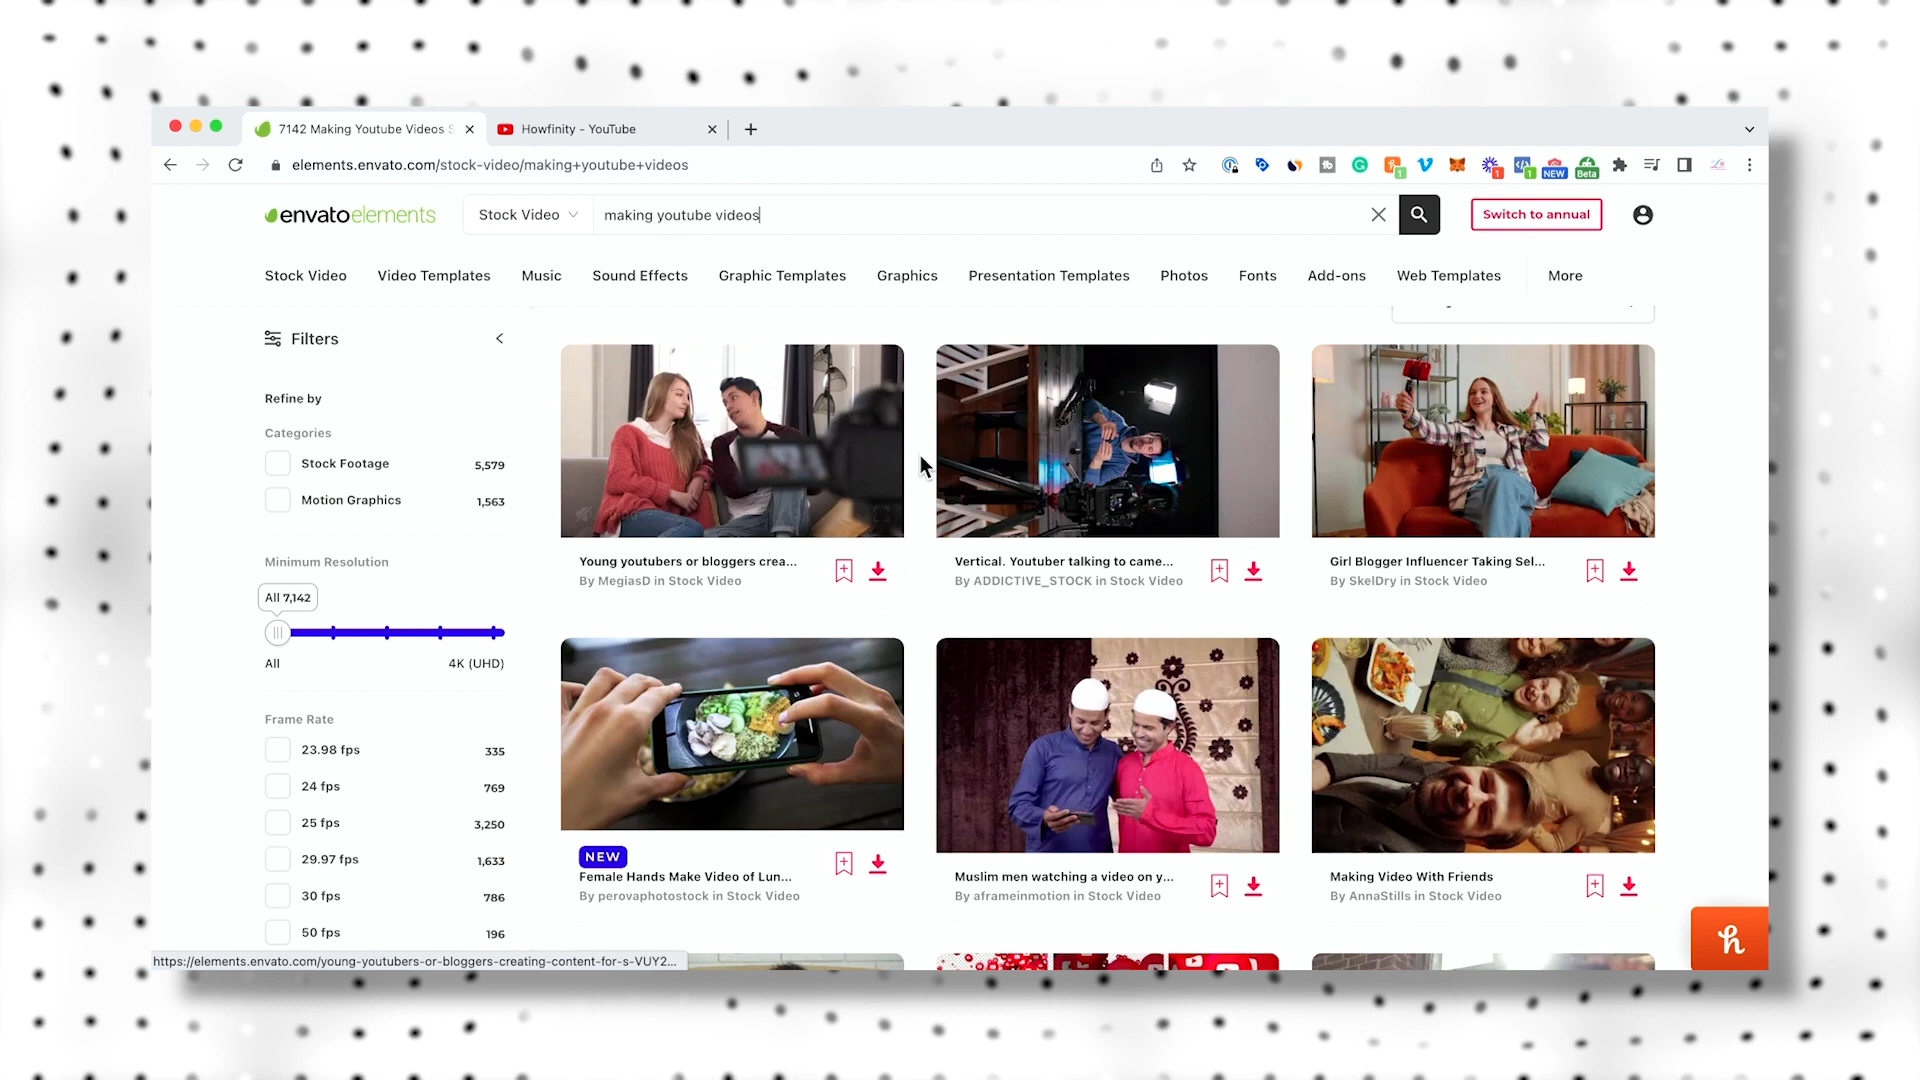 7142 Making Youtube Videos S
Howfinity - YouTube
elements.envato.com/stock-video/making+youtube+videos
1
1
1
NEW
Beta
envatoelements
Stock Video
making youtube videos
Switch to annual
Stock Video
Video Templates
Music
Sound Effects
Graphic Templates
Graphics
Presentation Templates
Photos
Fonts
Add-ons
Web Templates
More
Filters
Refine by
Categories
Stock Footage 5,579
Motion Graphics 1,563
Minimum Resolution
All 7,142
All 4K (UHD)
Frame Rate
23.98 fps 335
24 fps 769
25 fps 3,250
29.97 fps 1,633
30 fps 786
50 fps 196
Young youtubers or bloggers crea...
By MegiasD in Stock Video
Vertical. Youtuber talking to came...
By ADDICTIVE_STOCK in Stock Video
Girl Blogger Influencer Taking Sel...
By SkelDry in Stock Video
NEW
Female Hands Make Video of Lun...
By perovaphotostock in Stock Video
Muslim men watching a video on y...
By aframeinmotion in Stock Video
Making Video With Friends
By AnnaStills in Stock Video
h
https://elements.envato.com/young-youtubers-or-bloggers-creating-content-for-s-VUY2...